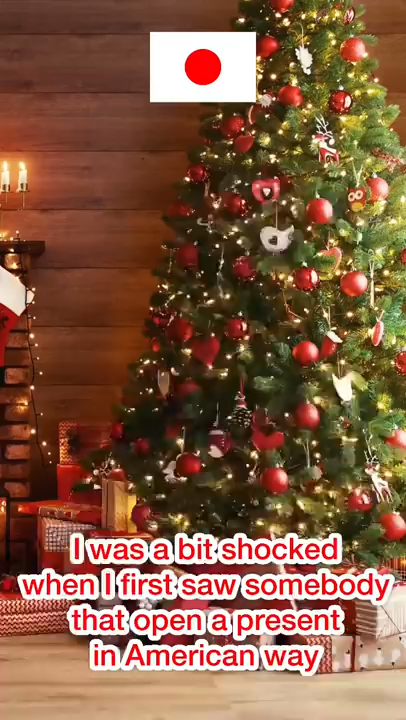 I was a bit shocked
when I first saw somebody
that open a present
in American way